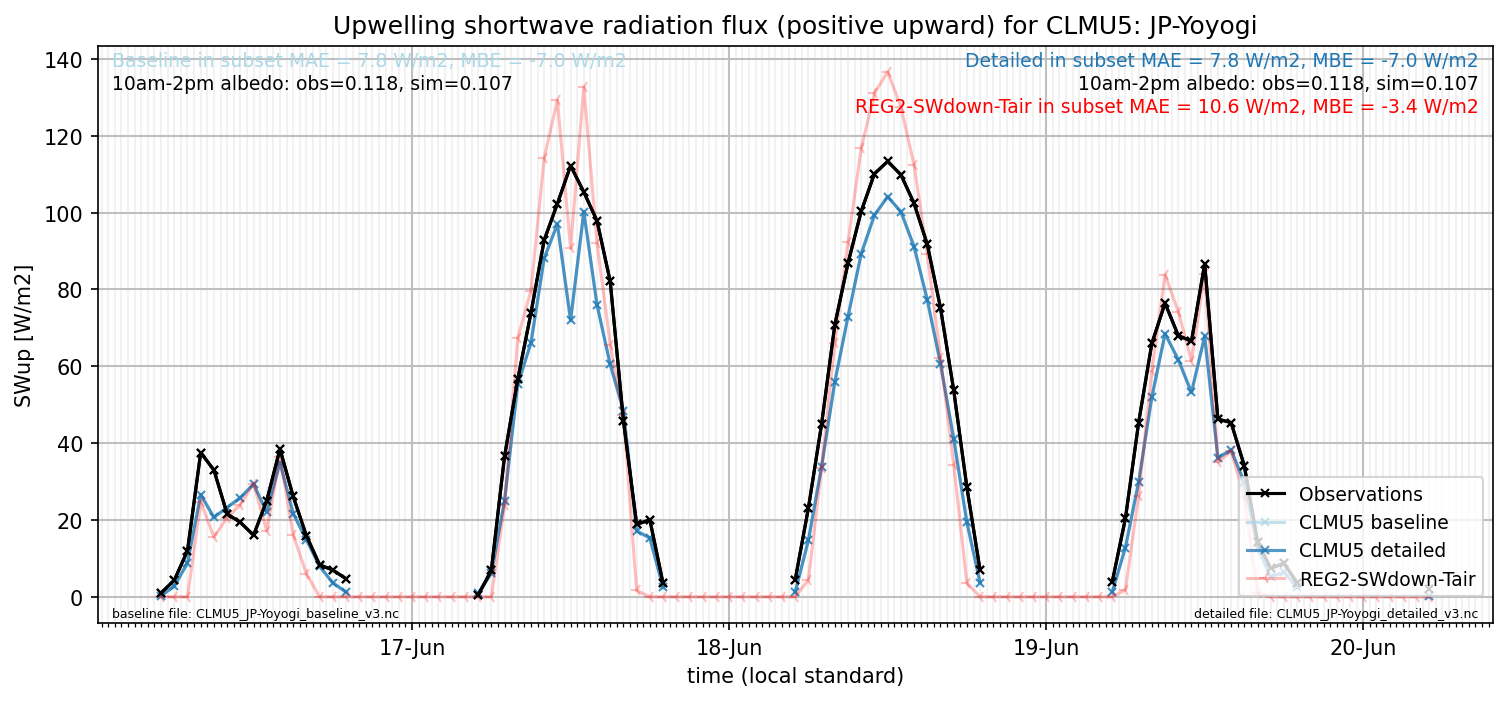 Upwelling shortwave radiation flux (positive upward) for CLMU5: JP-Yoyogi
Baseline in subset MAE = 7.8 W/m2, MBE = -7.0 W/m2
10am-2pm albedo: obs=0.118, sim=0.107
Detailed in subset MAE = 7.8 W/m2, MBE = -7.0 W/m2
10am-2pm albedo: obs=0.118, sim=0.107
REG2-SWdown-Tair in subset MAE = 10.6 W/m2, MBE = -3.4 W/m2
SWup [W/m2]
140
120
100
80
60
40
20
0
Observations
CLMU5 baseline
CLMU5 detailed
REG2-SWdown-Tair
baseline file: CLMU5_JP-Yoyogi_baseline_v3.nc
detailed file: CLMU5_JP-Yoyogi_detailed_v3.nc
17-Jun
18-Jun
19-Jun
20-Jun
time (local standard)